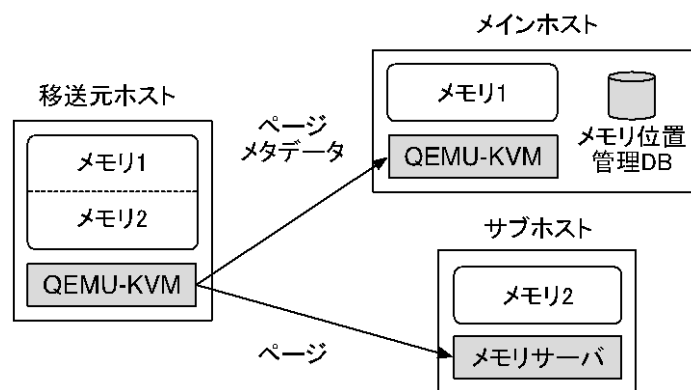 メインホスト
移送元ホスト
メモリ1
メモリ2
QEMU-KVM
ページ
メタデータ
メモリ1
QEMU-KVM
メモリ位置
管理DB
サブホスト
メモリ2
メモリサーバ
ページ